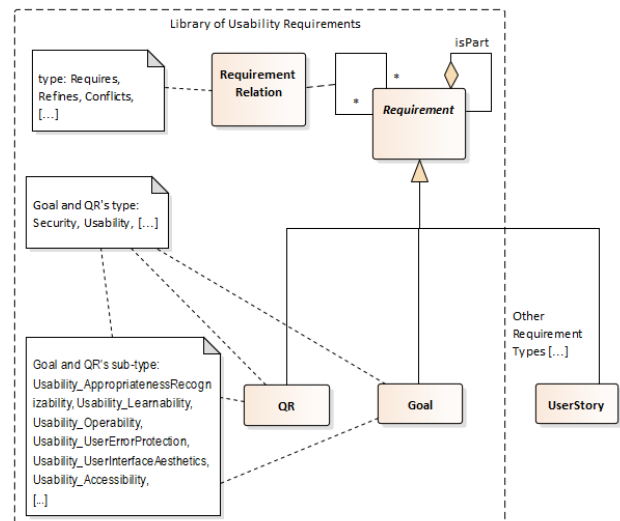 Library of Usability Requirements
isPart
type: Requires,
Refines, Conflicts,
[...]
Requirement
Relation
*
*
Requirement
Goal and QR's type:
Security, Usability, [...]
Other
Requirement
Types [...]
Goal and QR's sub-type:
Usability_AppropriatenessRecogn
izability, Usability_Learnability,
Usability_Operability,
Usability_UserErrorProtection,
Usability_UserInterfaceAesthetics,
Usability_Accessibility,
[...]
QR
Goal
UserStory